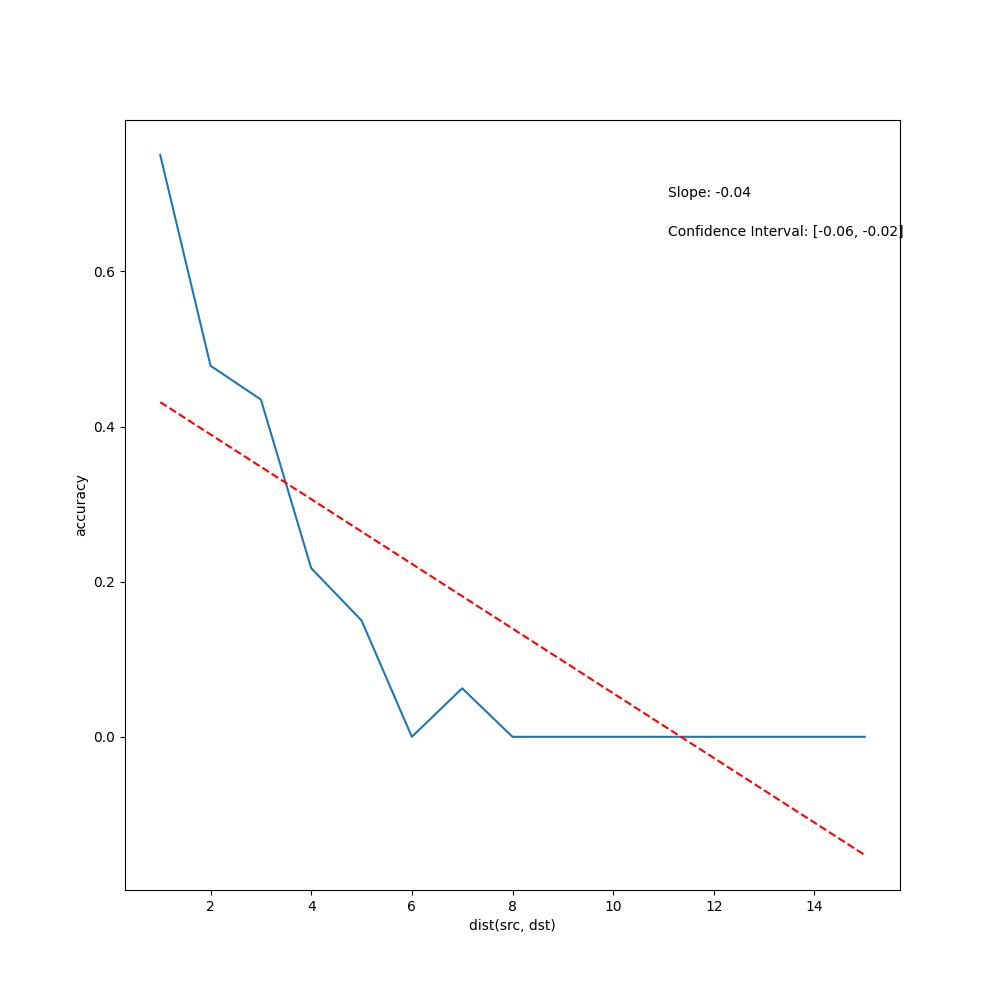 Slope: -0.04
Confidence Interval: [-0.06, -0.02]
0.6
0.4
0.2
0.0
accuracy
2 4 6 8 10 12 14
dist(src, dst)